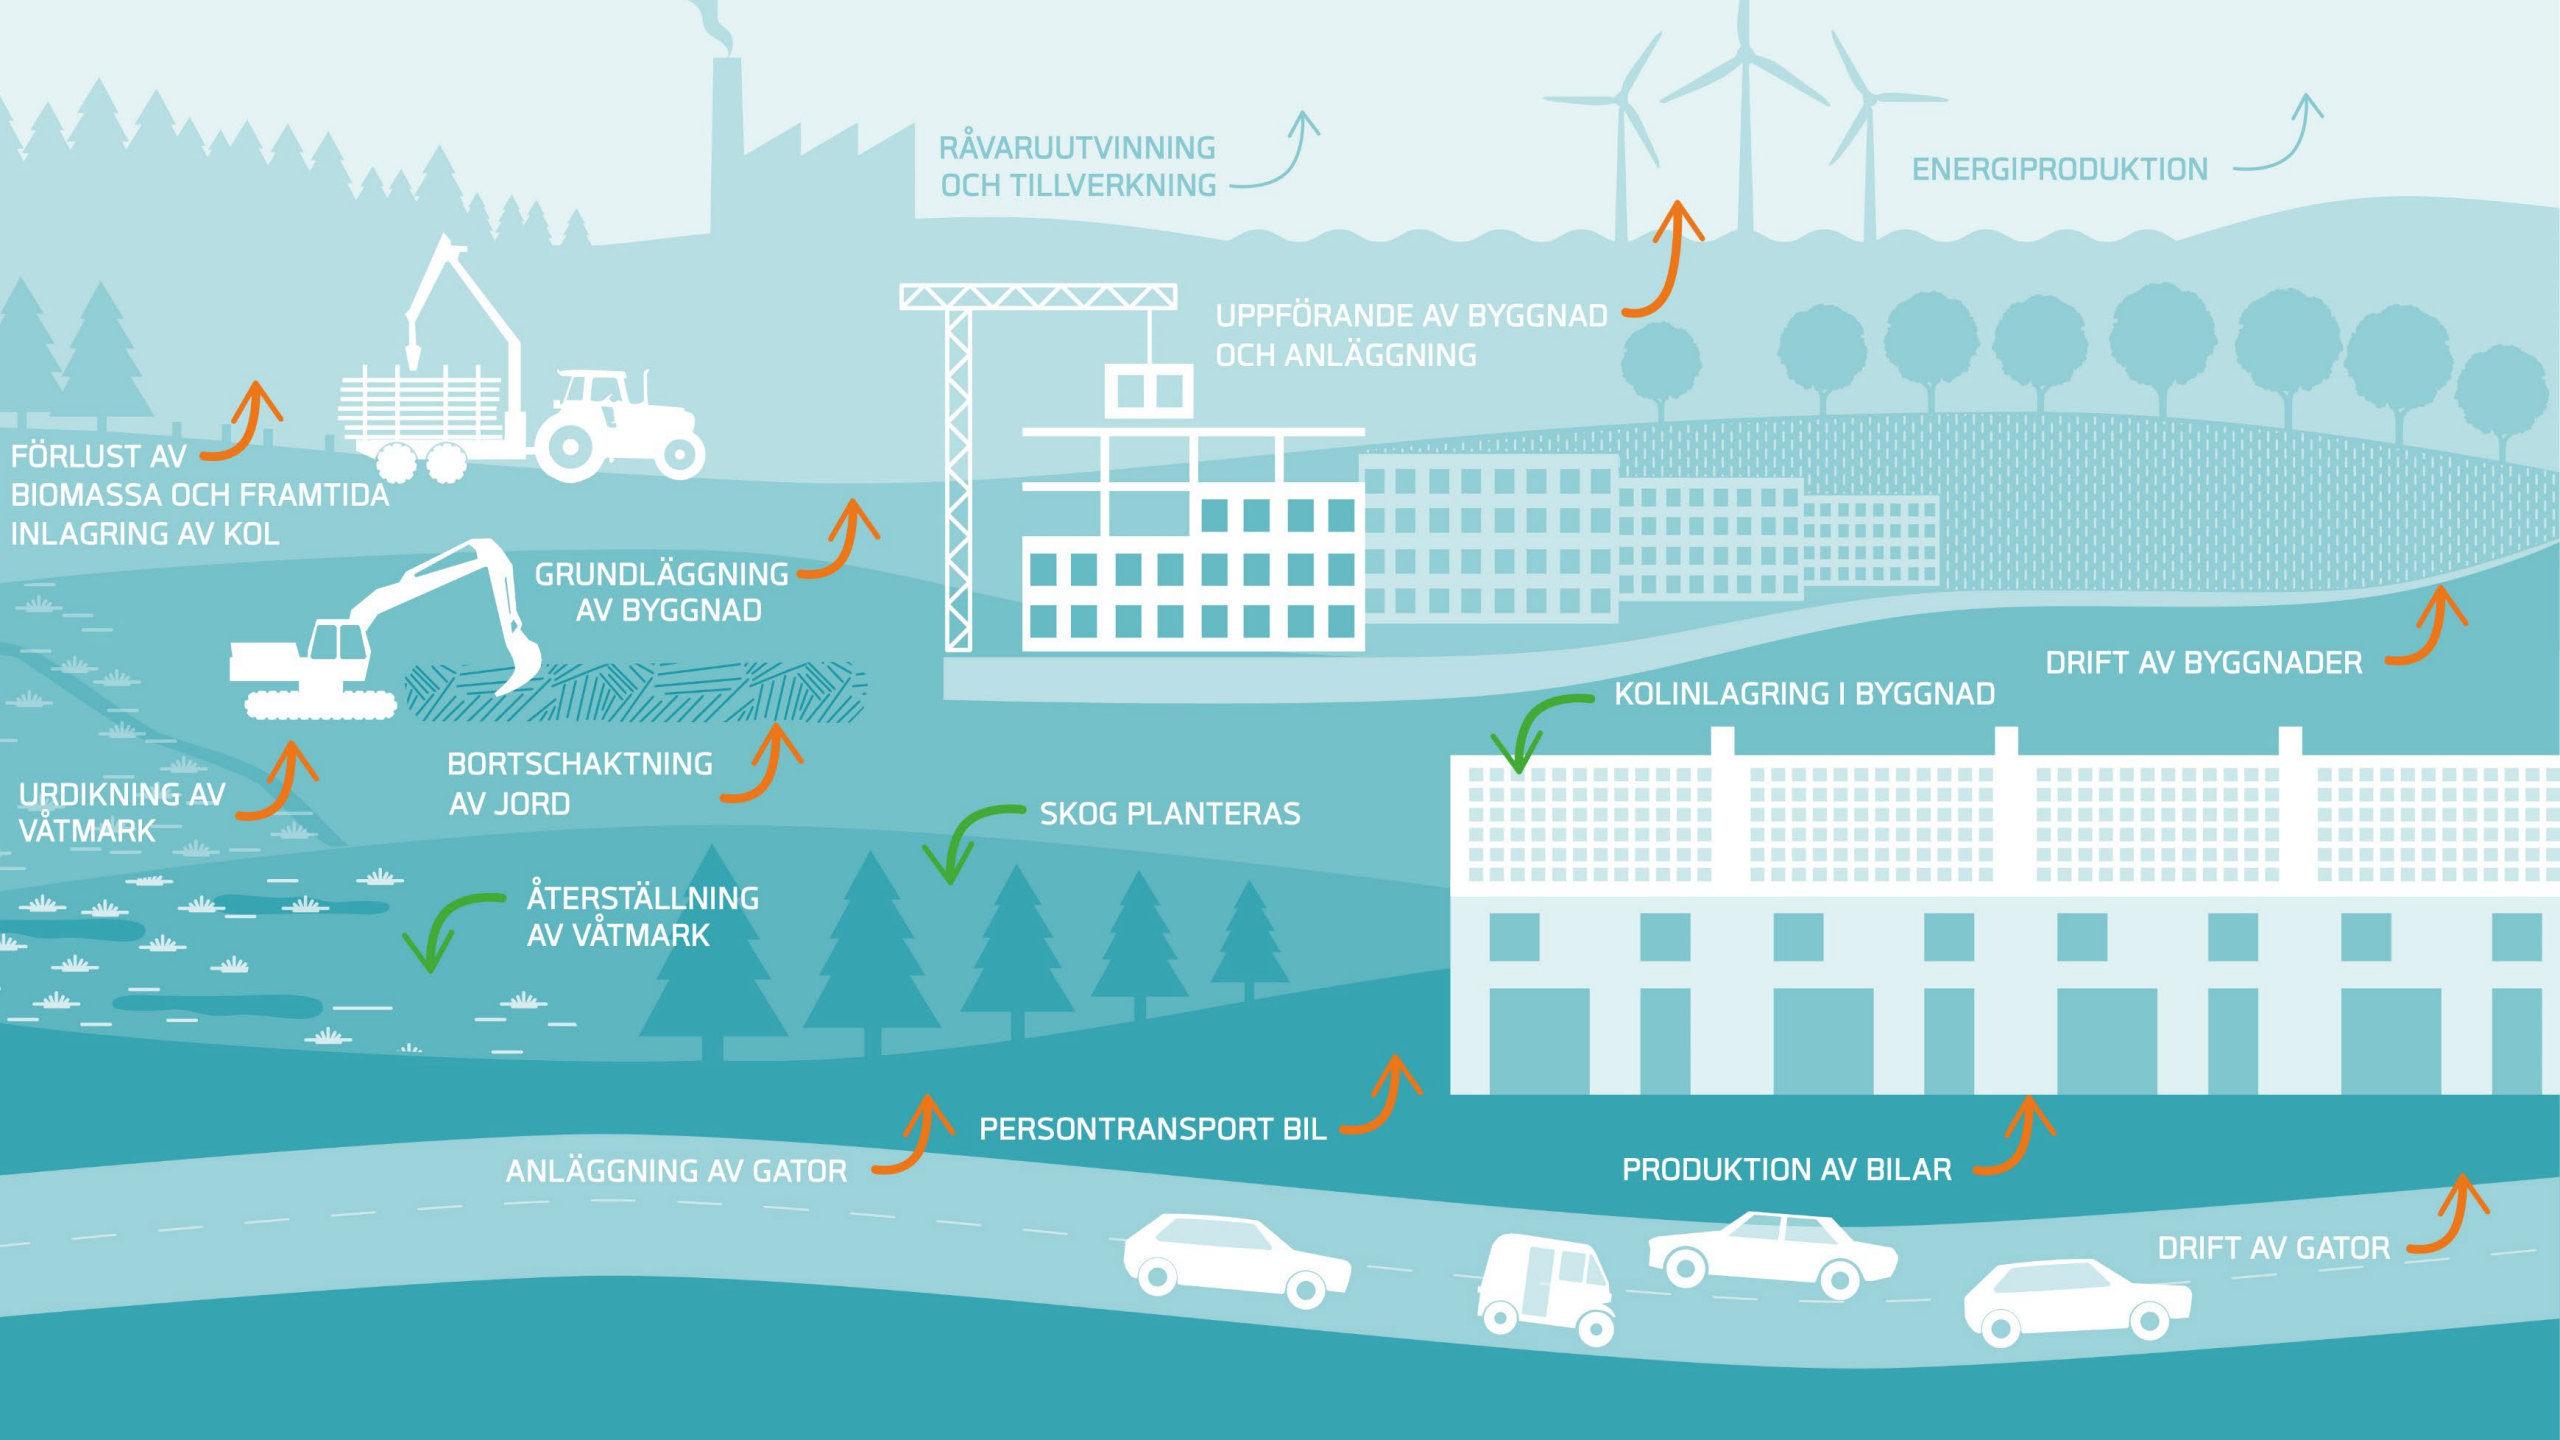 RÅVARUUTVINNING
OCH TILLVERKNING
ENERGIPRODUKTION
UPPFÖRANDE AV BYGGNAD
OCH ANLÄGGNING
FÖRLUST AV
BIOMASSA OCH FRAMTIDA
INLAGRING AV KOL
GRUNDLÄGGNING
AV BYGGNAD
DRIFT AV BYGGNADER
KOLINLAGRING I BYGGNAD
BORTSCHAKTNING
AV JORD
URDIKNING AV
VÅTMARK
SKOG PLANTERAS
ÅTERSTÄLLNING
AV VÅTMARK
PERSONTRANSPORT BIL
ANLÄGGNING AV GATOR
PRODUKTION AV BILAR
DRIFT AV GATOR